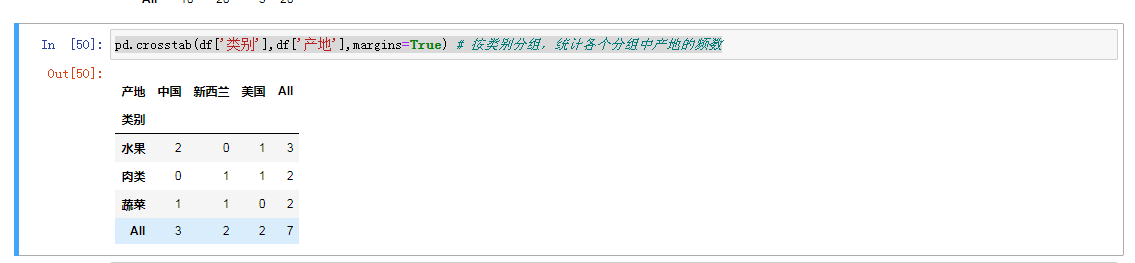 In [50]: pd.crosstab(df['类别'],df['产地'],margins=True) # 按类别分组，统计各个分组中产地的频数
Out[50]:
产地 中国 新西兰 美国 All
类别
水果 2 0 1 3
肉类 0 1 1 2
蔬菜 1 1 0 2
All 3 2 2 7